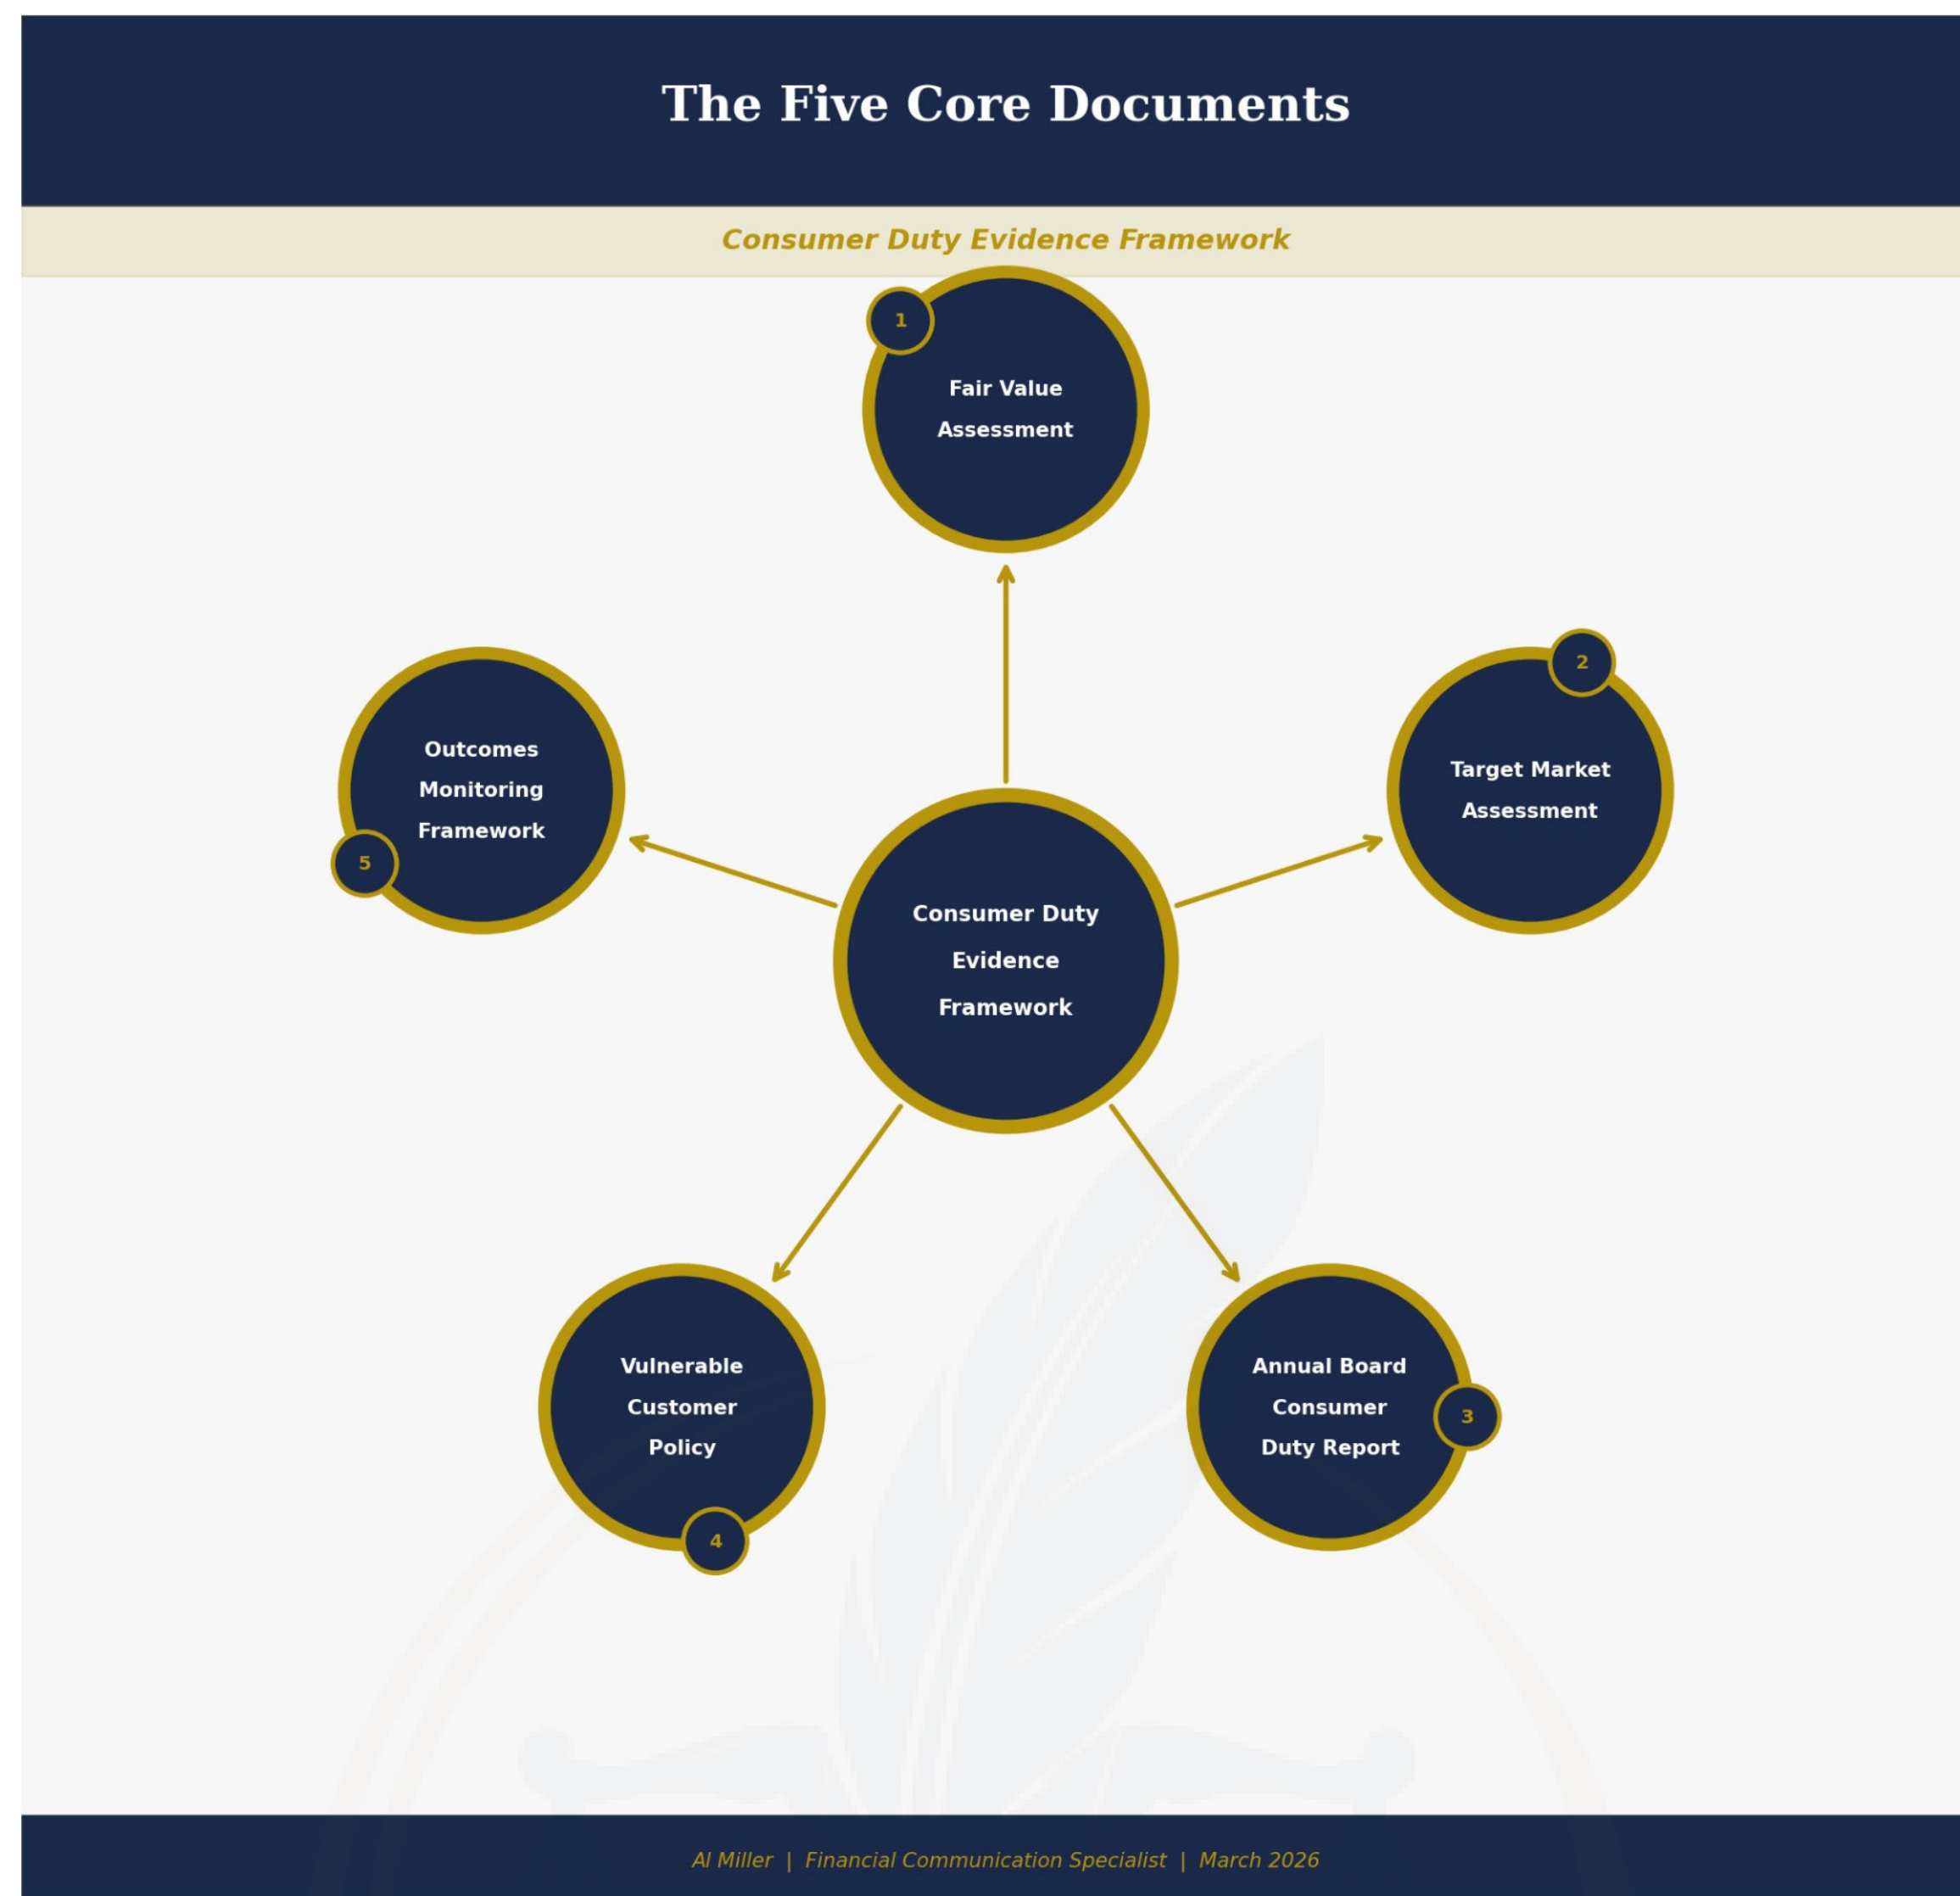 The Five Core Documents
Consumer Duty Evidence Framework
1
Fair Value
Assessment
2
Target Market
Assessment
Outcomes
Monitoring
Framework
5
Consumer Duty
Evidence
Framework
Vulnerable
Customer
Policy
4
Annual Board
Consumer
Duty Report
3
Al Miller | Financial Communication Specialist | March 2026